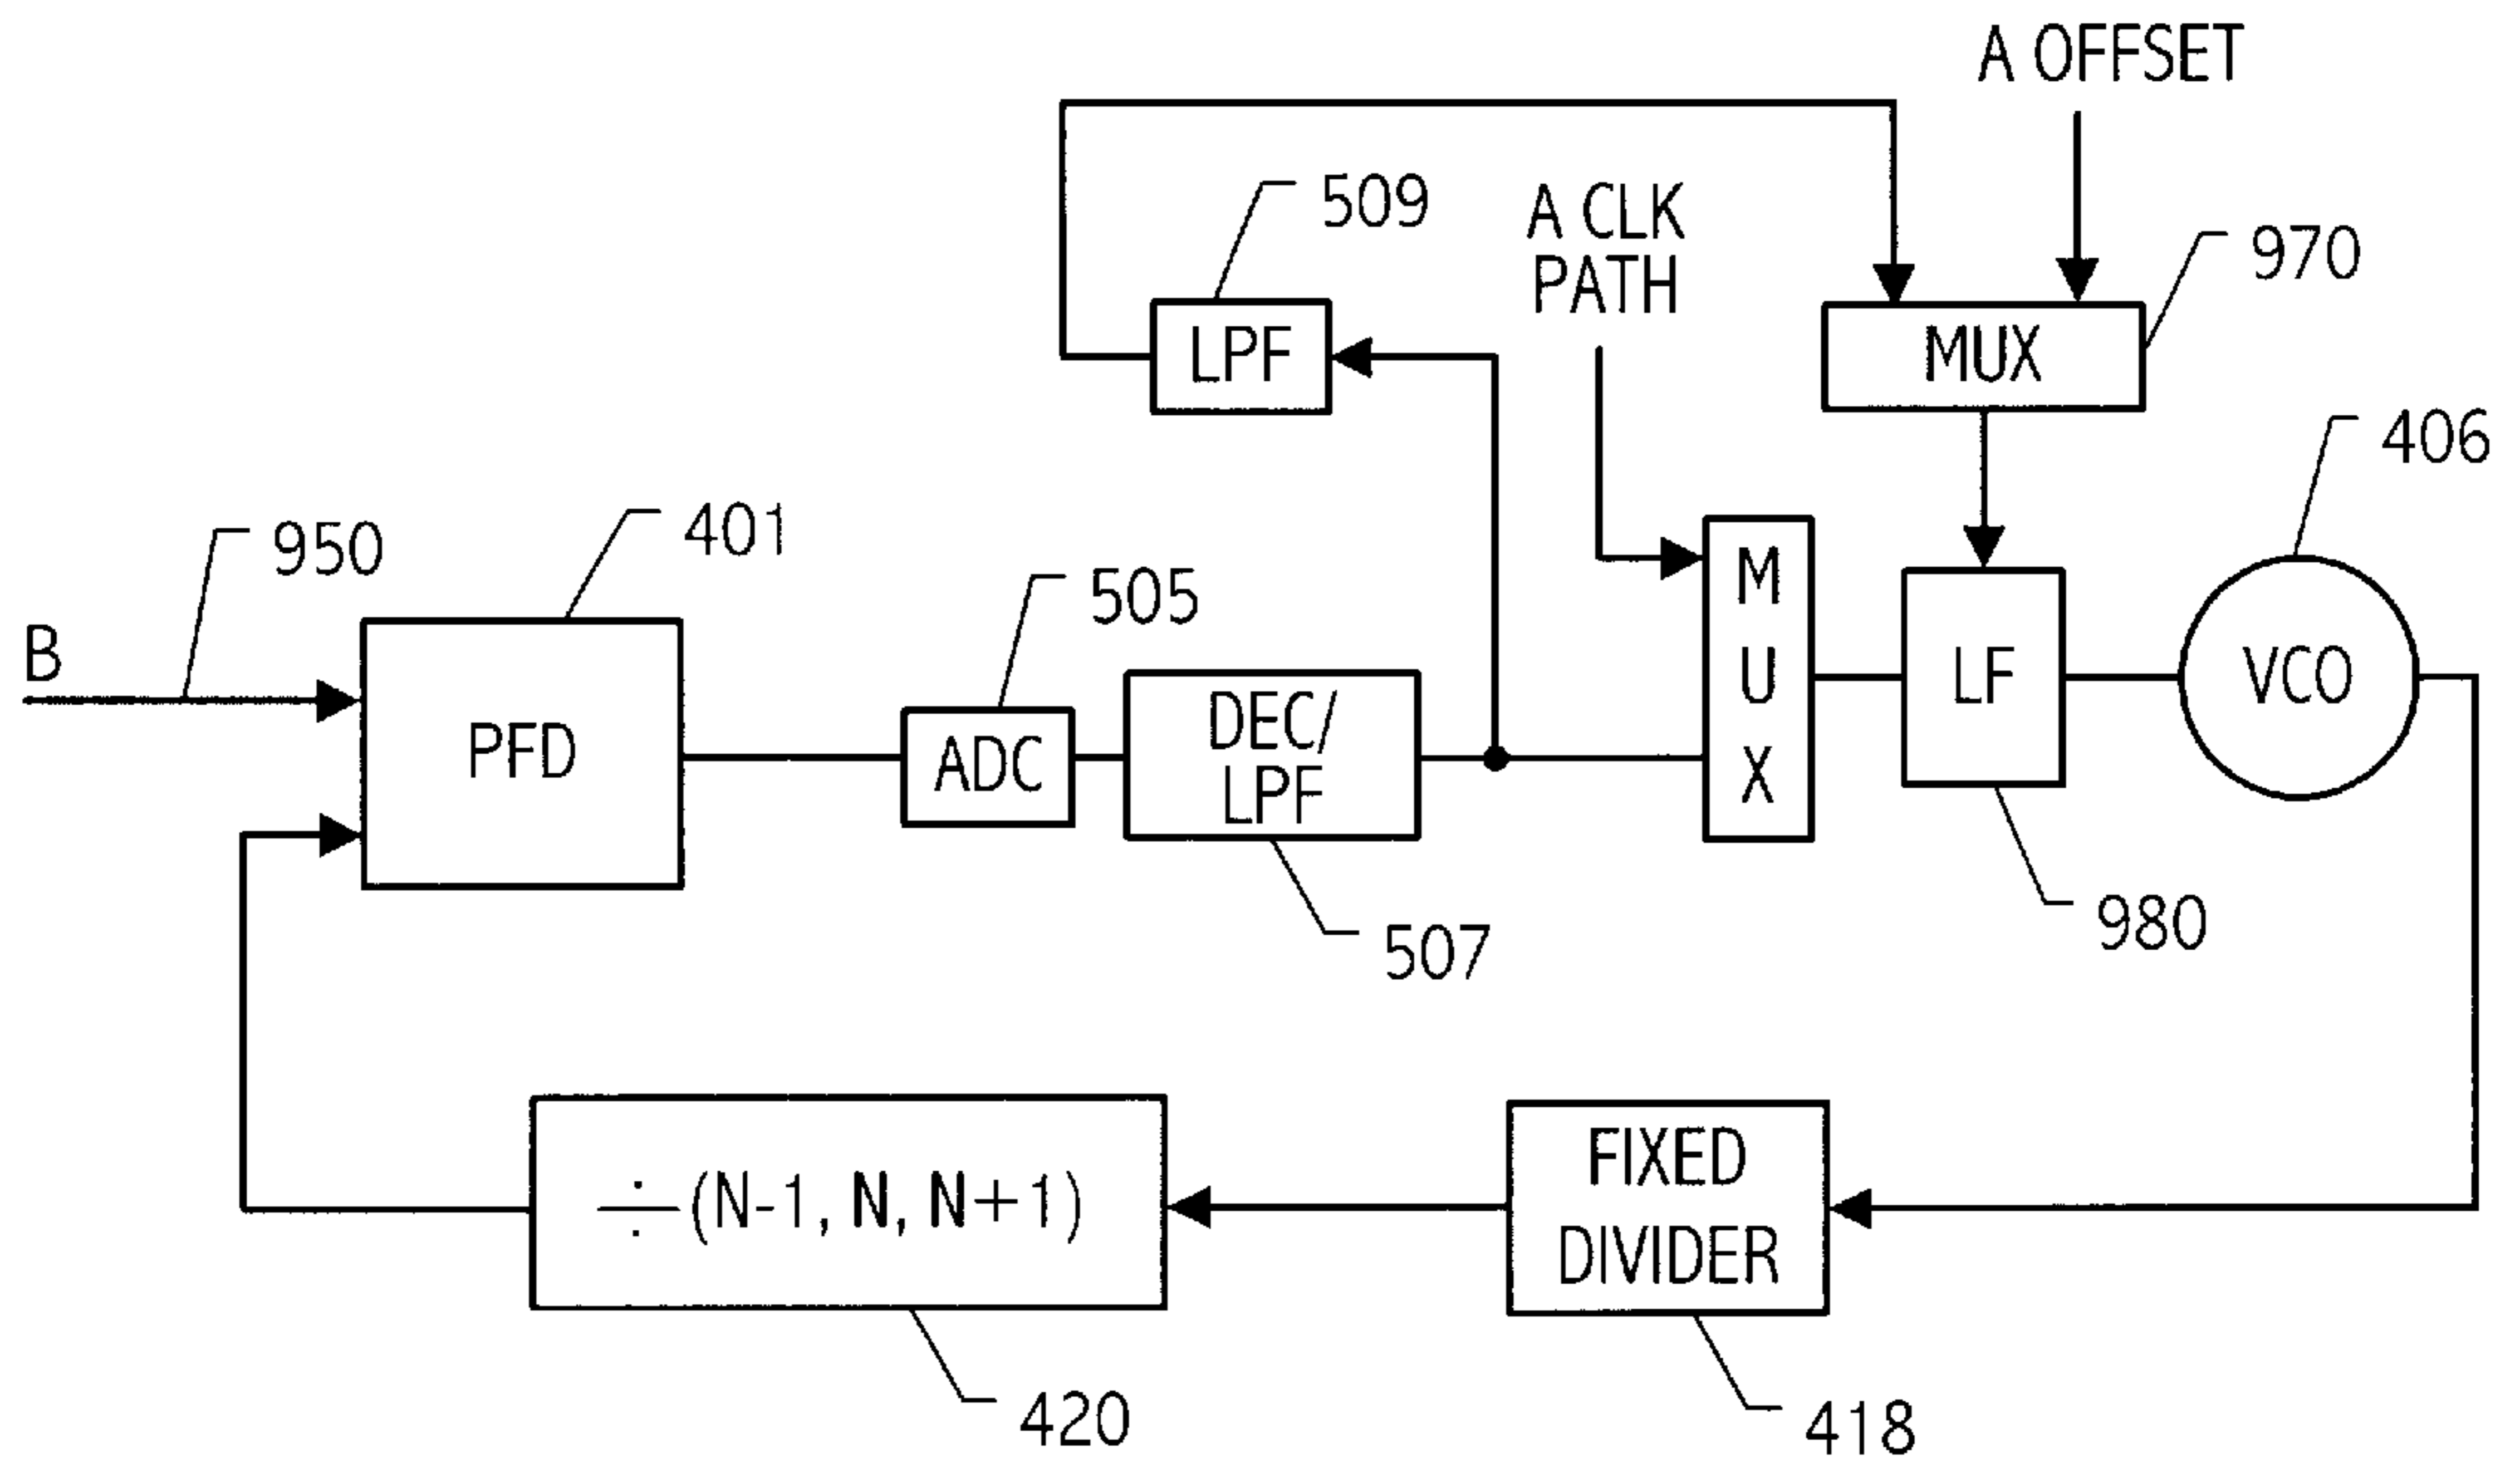 A OFFSET
509
A CLK
PATH
970
LPF
MUX
406
950
401
505
B
PFD
ADC
DEC/
LPF
M
U
X
LF
VCO
507
980
÷(N-1, N, N+1)
FIXED
DIVIDER
420
418